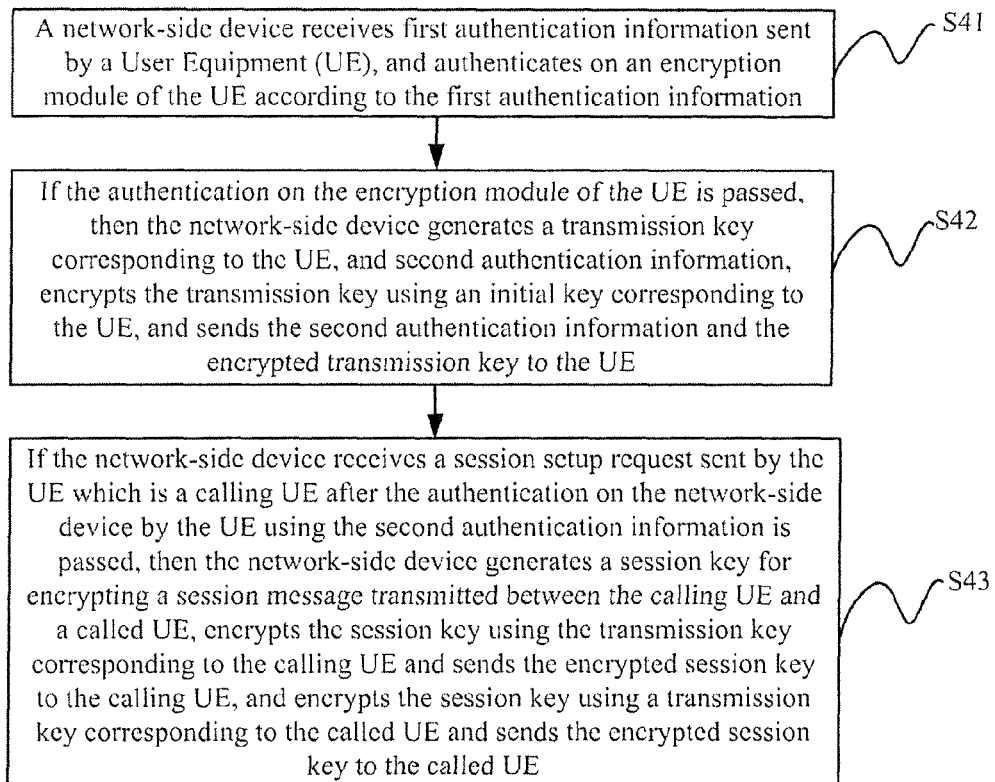 A network-side device receives first authentication information sent
by a User Equipment (UE), and authenticates on an encryption
module of the UE according to the first authentication information
S41
If the authentication on the encryption module of the UE is passed,
then the network-side device generates a transmission key
corresponding to the UE, and second authentication information,
encrypts the transmission key using an initial key corresponding to
the UE, and sends the second authentication information and the
encrypted transmission key to the UE
S42
If the network-side device receives a session setup request sent by the
UE which is a calling UE after the authentication on the network-side
device by the UE using the second authentication information is
passed, then the network-side device generates a session key for
encrypting a session message transmitted between the calling UE and
a called UE, encrypts the session key using the transmission key
corresponding to the calling UE and sends the encrypted session key
to the calling UE, and encrypts the session key using a transmission
key corresponding to the called UE and sends the encrypted session
key to the called UE
S43